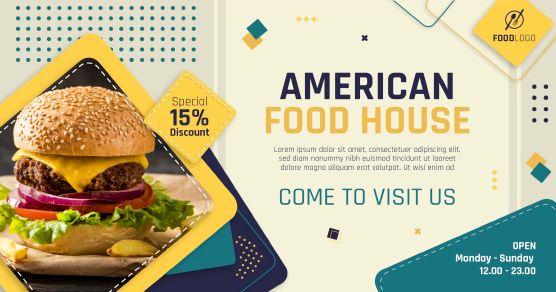 FOODLOGO
Special
15%
Discount
AMERICAN
FOOD HOUSE
Lorem ipsum dolor sit amet, consectetuer adipiscing elit,
sed diam nonummy nibh euismod tincidunt ut laoreet
dolore magna aliquam erat volutpat. Ut wisi enim ad
COME TO VISIT US
OPEN
Monday - Sunday
12.00 - 23.00